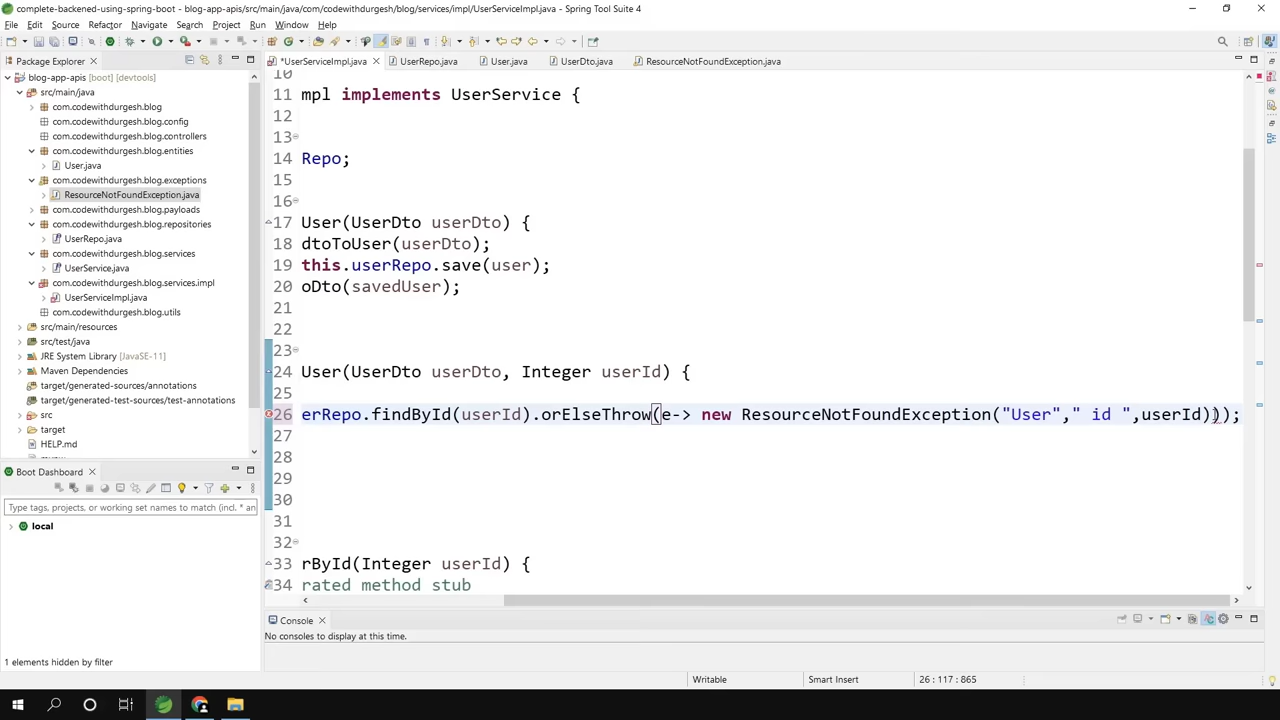 complete-backened-using-spring-boot - blog-app-apis/src/main/java/com/codewithdurgesh/blog/services/impl/UserServiceImpl.java - Spring Tool Suite 4
File Edit Source Refactor Navigate Search Project Run Window Help
Package Explorer
*UserServiceImpl.java UserRepo.java User.java UserDto.java ResourceNotFoundException.java
blog-app-apis [boot] [devtools]
src/main/java
com.codewithdurgesh.blog
com.codewithdurgesh.blog.config
com.codewithdurgesh.blog.controllers
com.codewithdurgesh.blog.entities
User.java
com.codewithdurgesh.blog.exceptions
ResourceNotFoundException.java
com.codewithdurgesh.blog.payloads
com.codewithdurgesh.blog.repositories
UserRepo.java
com.codewithdurgesh.blog.services
UserService.java
com.codewithdurgesh.blog.services.impl
UserServiceImpl.java
com.codewithdurgesh.blog.utils
src/main/resources
src/test/java
JRE System Library [JavaSE-11]
Maven Dependencies
target/generated-sources/annotations
target/generated-test-sources/test-annotations
src
target
HELP.md
10
11 mpl implements UserService {
12
13
14 Repo;
15
16
17 User(UserDto userDto) {
18 dtoToUser(userDto);
19 this.userRepo.save(user);
20 oDto(savedUser);
21
22
23
24 User(UserDto userDto, Integer userId) {
25
26 erRepo.findById(userId).orElseThrow(e-> new ResourceNotFoundException("User"," id ",userId)));
27
28
29
30
31
32
33 rById(Integer userId) {
34 rated method stub
Boot Dashboard
Type tags, projects, or working set names to match (incl. * an
local
1 elements hidden by filter
Console
No consoles to display at this time.
Writable Smart Insert 26 : 117 : 865